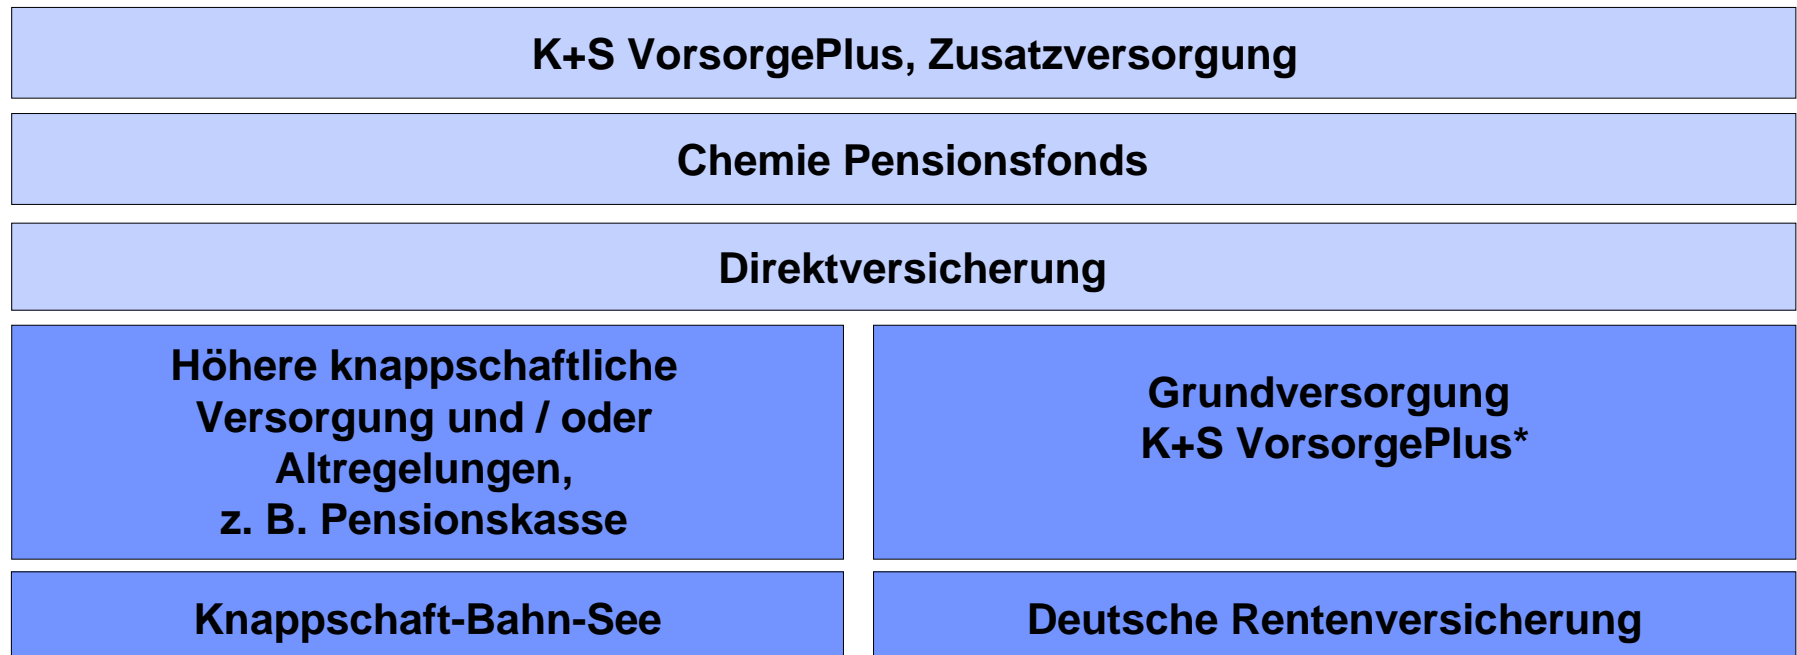 K+S VorsorgePlus, Zusatzversorgung
Chemie Pensionsfonds
Direktversicherung
Höhere knappschaftliche
Versorgung und / oder
Altregelungen,
z. B. Pensionskasse
Grundversorgung
K+S VorsorgePlus*
Knappschaft-Bahn-See
Deutsche Rentenversicherung